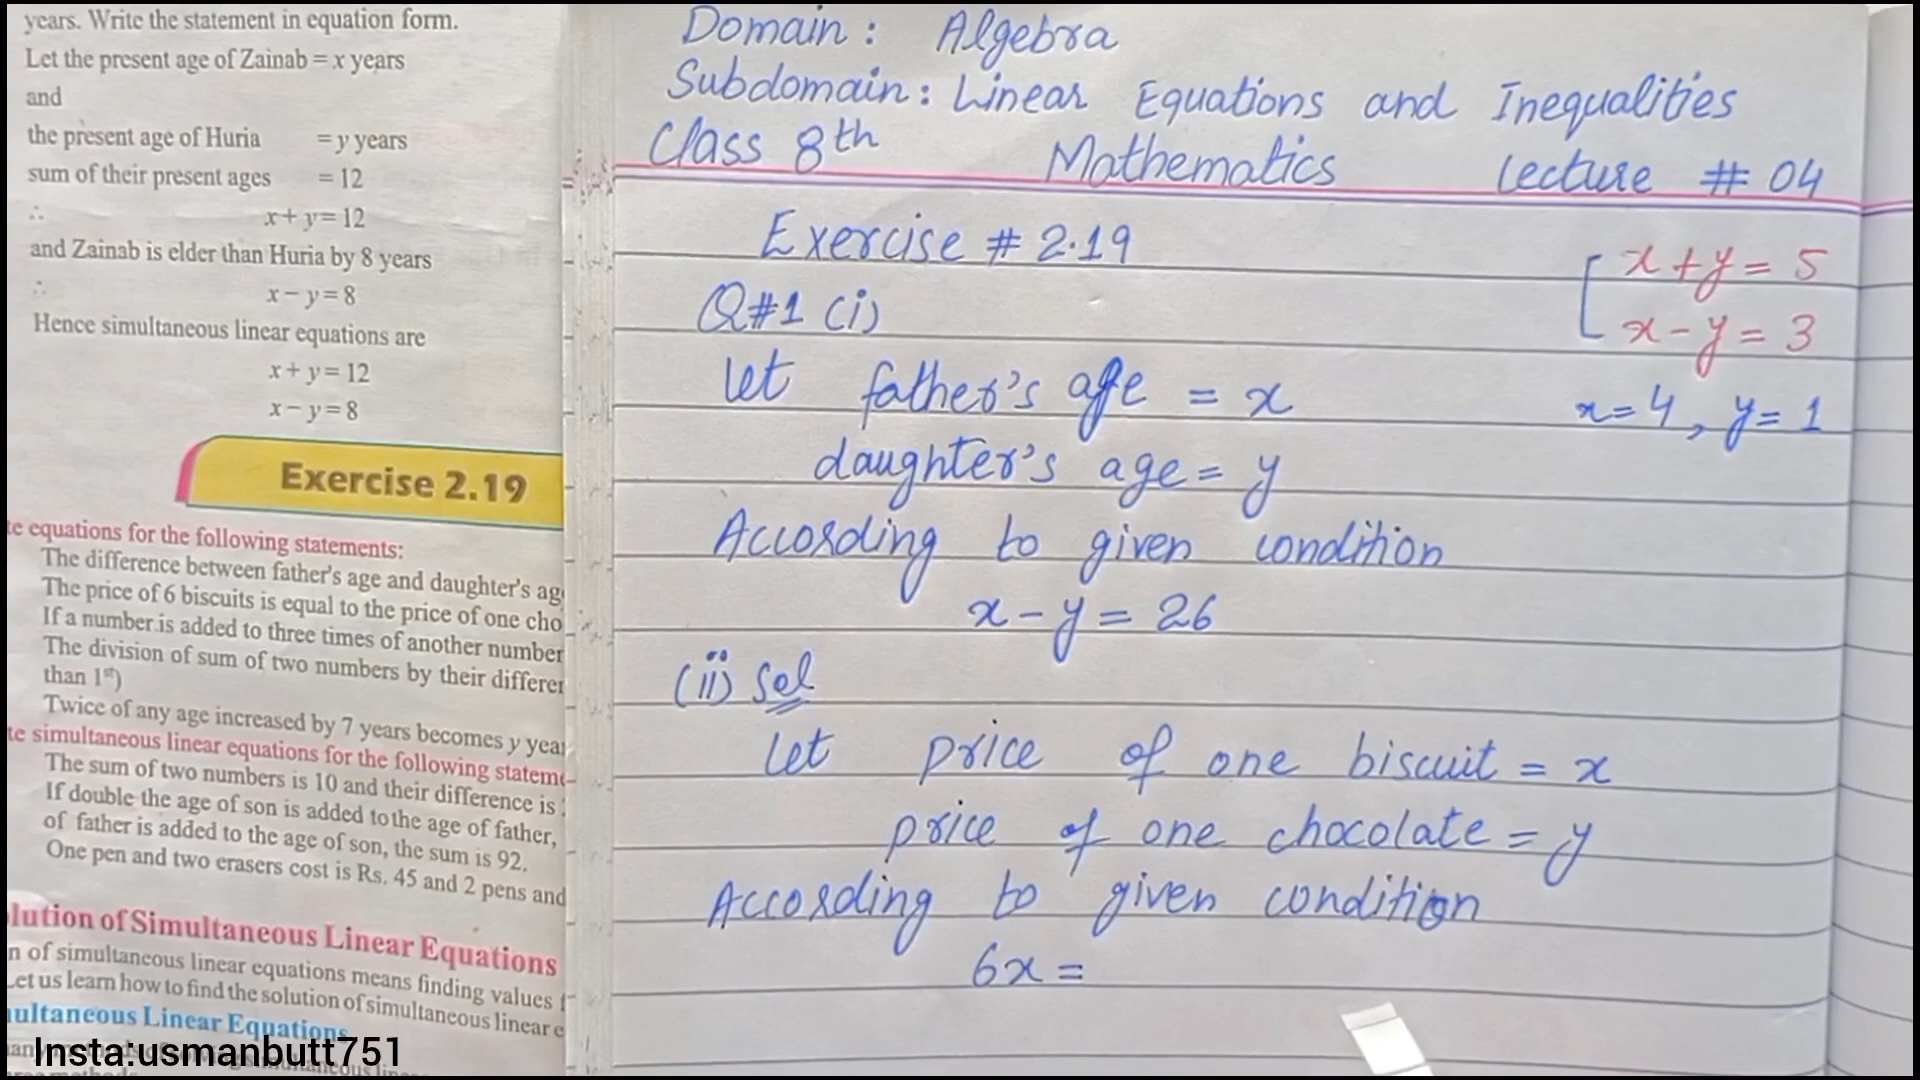 years. Write the statement in equation form.
Let the present age of Zainab = x years
and
the present age of Huria = y years
sum of their present ages = 12
∴ x + y = 12
and Zainab is elder than Huria by 8 years
∴ x − y = 8
Hence simultaneous linear equations are
x + y = 12
x − y = 8
Exercise 2.19
te equations for the following statements:
The difference between father's age and daughter's ag
The price of 6 biscuits is equal to the price of one cho
If a number is added to three times of another number
The division of sum of two numbers by their differen
than 1st)
Twice of any age increased by 7 years becomes y year
te simultaneous linear equations for the following stateme
The sum of two numbers is 10 and their difference is
If double the age of son is added to the age of father,
of father is added to the age of son, the sum is 92.
One pen and two erasers cost is Rs. 45 and 2 pens and
lution of Simultaneous Linear Equations
n of simultaneous linear equations means finding values f
Let us learn how to find the solution of simultaneous linear e
ultaneous Linear Equations
Insta:usmanbutt751
Domain: Algebra
Subdomain: Linear Equations and Inequalities
Class 8th Mathematics Lecture # 04
Exercise # 2.19
Q#1 (i)
Let father's age = x
daughter's age = y
According to given condition
x - y = 26
(ii) Sol
Let price of one biscuit = x
price of one chocolate = y
According to given condition
6x =
x + y = 5
x - y = 3
x = 4, y = 1